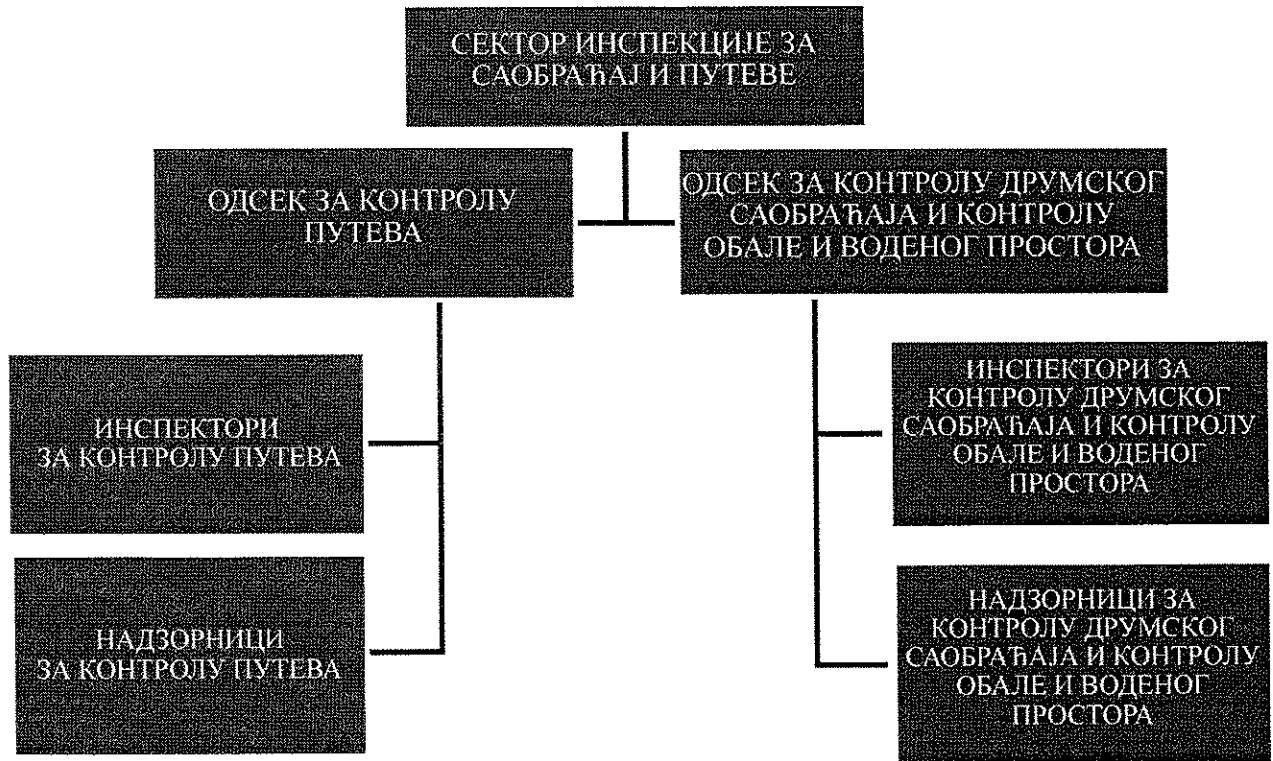 СЕКТОР ИНСПЕКЦИЈЕ ЗА
САОБРАЋАЈ И ПУТЕВЕ
ОДСЕК ЗА КОНТРОЛУ
ПУТЕВА
ОДСЕК ЗА КОНТРОЛУ ДРУМСКОГ
САОБРАЋАЈА И КОНТРОЛУ
ОБАЛЕ И ВОДЕНОГ ПРОСТОРА
ИНСПЕКТОРИ
ЗА КОНТРОЛУ ПУТЕВА
ИНСПЕКТОРИ ЗА
КОНТРОЛУ ДРУМСКОГ
САОБРАЋАЈА И КОНТРОЛУ
ОБАЛЕ И ВОДЕНОГ
ПРОСТОРА
НАДЗОРНИЦИ
ЗА КОНТРОЛУ ПУТЕВА
НАДЗОРНИЦИ ЗА
КОНТРОЛУ ДРУМСКОГ
САОБРАЋАЈА И КОНТРОЛУ
ОБАЛЕ И ВОДЕНОГ
ПРОСТОРА